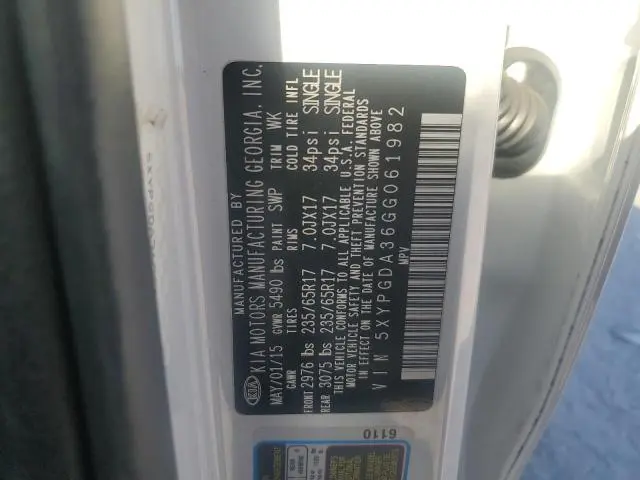 MANUFACTURED BY
KIA KIA MOTORS MANUFACTURING GEORGIA, INC.
MAY/01/15 GVWR 5490 lbs PAINT SWP TRIM WK
GAWR TIRES RIMS COLD TIRE INFL
FRONT 2976 lbs 235/65R17 7.0JX17 34psi SINGLE
REAR 3075 lbs 235/65R17 7.0JX17 34psi SINGLE
THIS VEHICLE CONFORMS TO ALL APPLICABLE U.S.A. FEDERAL
MOTOR VEHICLE SAFETY AND THEFT PREVENTION STANDARDS
IN EFFECT ON THE DATE OF MANUFACTURE SHOWN ABOVE
VIN 5XYPGDA36GG061982
MPV
6110